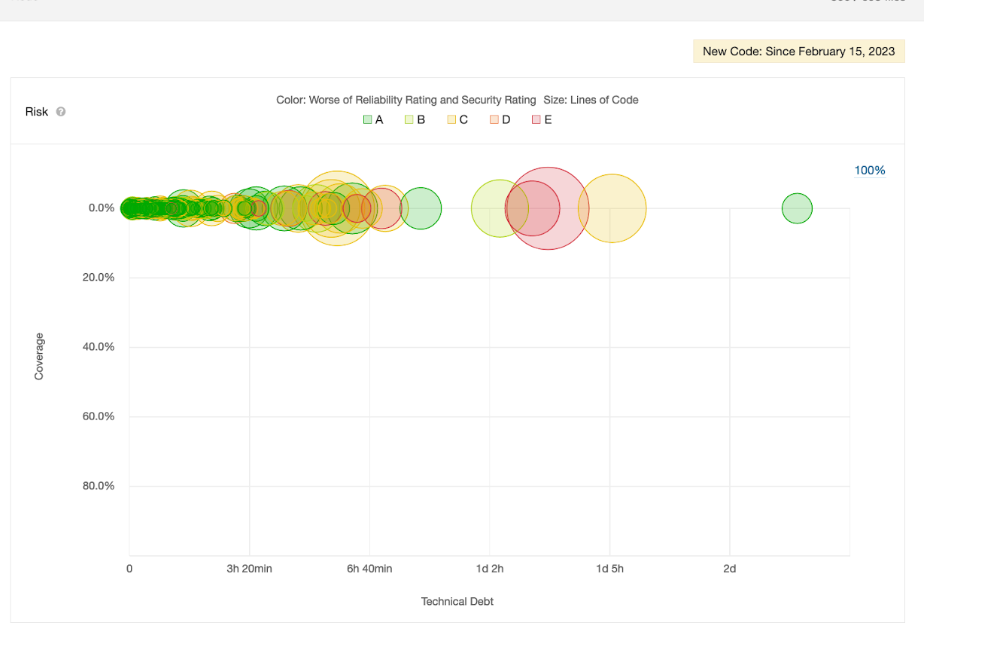 New Code: Since February 15, 2023
Color: Worse of Reliability Rating and Security Rating Size: Lines of Code
Risk ?
A B C D E
100%
0.0%
20.0%
40.0%
Coverage
60.0%
80.0%
0 3h 20min 6h 40min 1d 2h 1d 5h 2d
Technical Debt